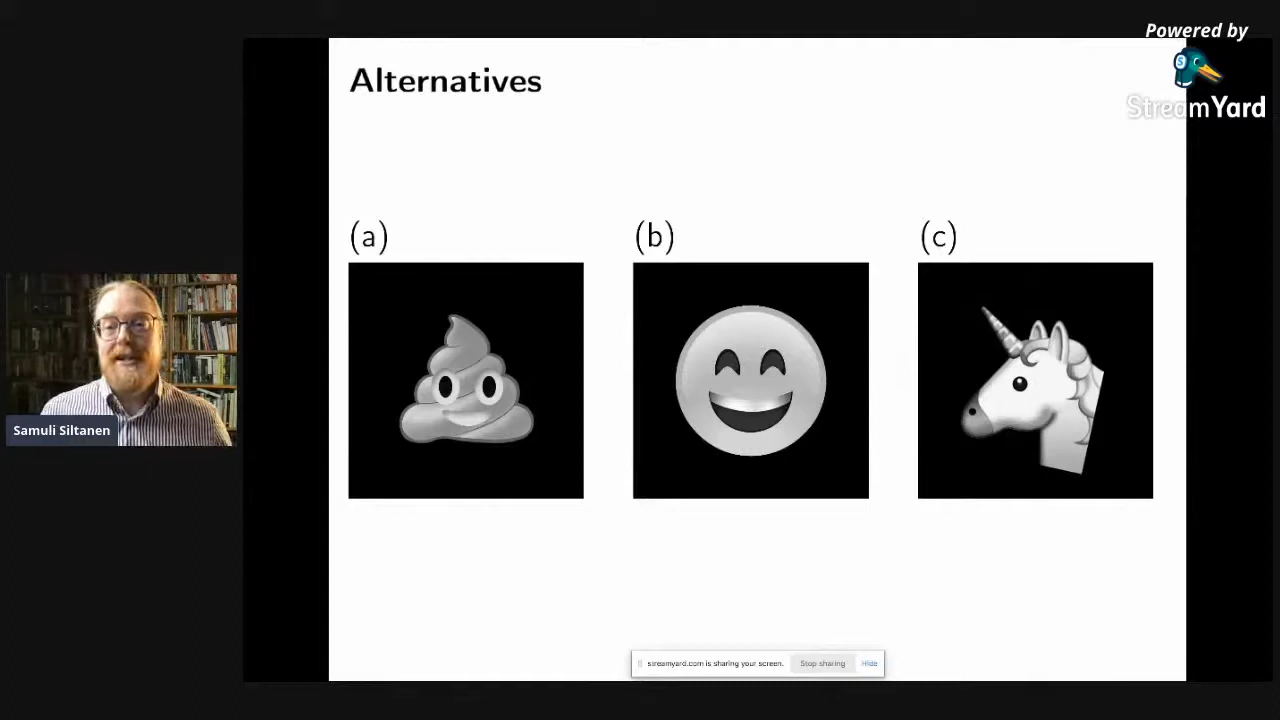 Powered by
StreamYard
Alternatives
(a)
(b)
(c)
Samuli Siltanen
streamyard.com is sharing your screen.
Stop sharing
Hide